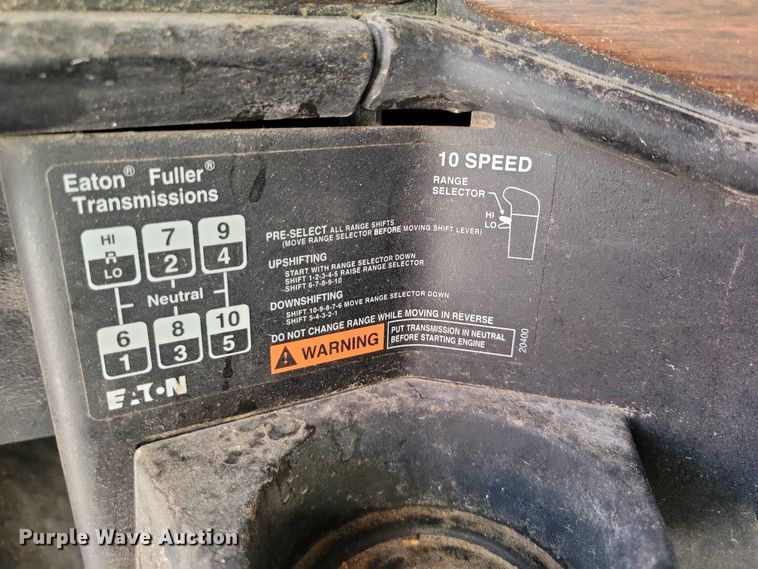 Eaton® Fuller®
Transmissions
10 SPEED
RANGE
SELECTOR
HI
LO
HI
R
LO
7
2
9
4
Neutral
6
1
8
3
10
5
EATON
PRE-SELECT ALL RANGE SHIFTS
(MOVE RANGE SELECTOR BEFORE MOVING SHIFT LEVER)
UPSHIFTING
START WITH RANGE SELECTOR DOWN
SHIFT 1-2-3-4-5 RAISE RANGE SELECTOR
SHIFT 6-7-8-9-10
DOWNSHIFTING
SHIFT 10-9-8-7-6 MOVE RANGE SELECTOR DOWN
SHIFT 5-4-3-2-1
DO NOT CHANGE RANGE WHILE MOVING IN REVERSE
WARNING
PUT TRANSMISSION IN NEUTRAL
BEFORE STARTING ENGINE
20400
Purple Wave Auction®